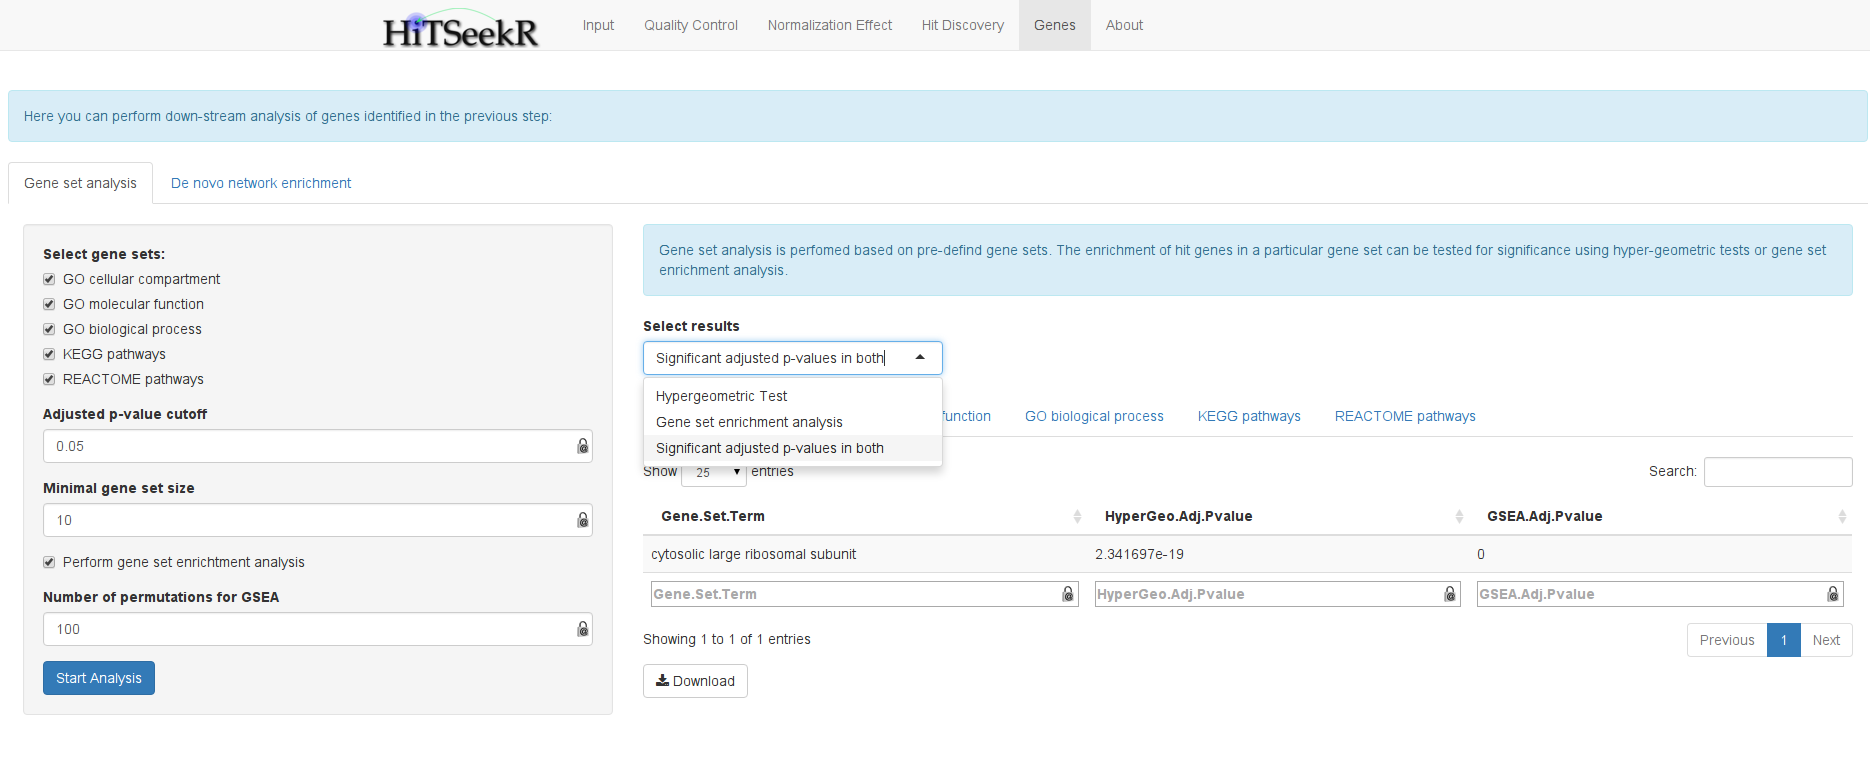 HiTSeekR Input Quality Control Normalization Effect Hit Discovery Genes About
Here you can perform down-stream analysis of genes identified in the previous step:
Gene set analysis De novo network enrichment
Select gene sets:
GO cellular compartment
GO molecular function
GO biological process
KEGG pathways
REACTOME pathways
Adjusted p-value cutoff
0.05
Minimal gene set size
10
Perform gene set enrichtment analysis
Number of permutations for GSEA
100
Start Analysis
Gene set analysis is perfomed based on pre-defind gene sets. The enrichment of hit genes in a particular gene set can be tested for significance using hyper-geometric tests or gene set
enrichment analysis.
Select results
Significant adjusted p-values in both
Hypergeometric Test
Gene set enrichment analysis
Significant adjusted p-values in both
function GO biological process KEGG pathways REACTOME pathways
Show 25 entries Search:
Gene.Set.Term HyperGeo.Adj.Pvalue GSEA.Adj.Pvalue
cytosolic large ribosomal subunit 2.341697e-19 0
Gene.Set.Term HyperGeo.Adj.Pvalue GSEA.Adj.Pvalue
Showing 1 to 1 of 1 entries Previous 1 Next
Download